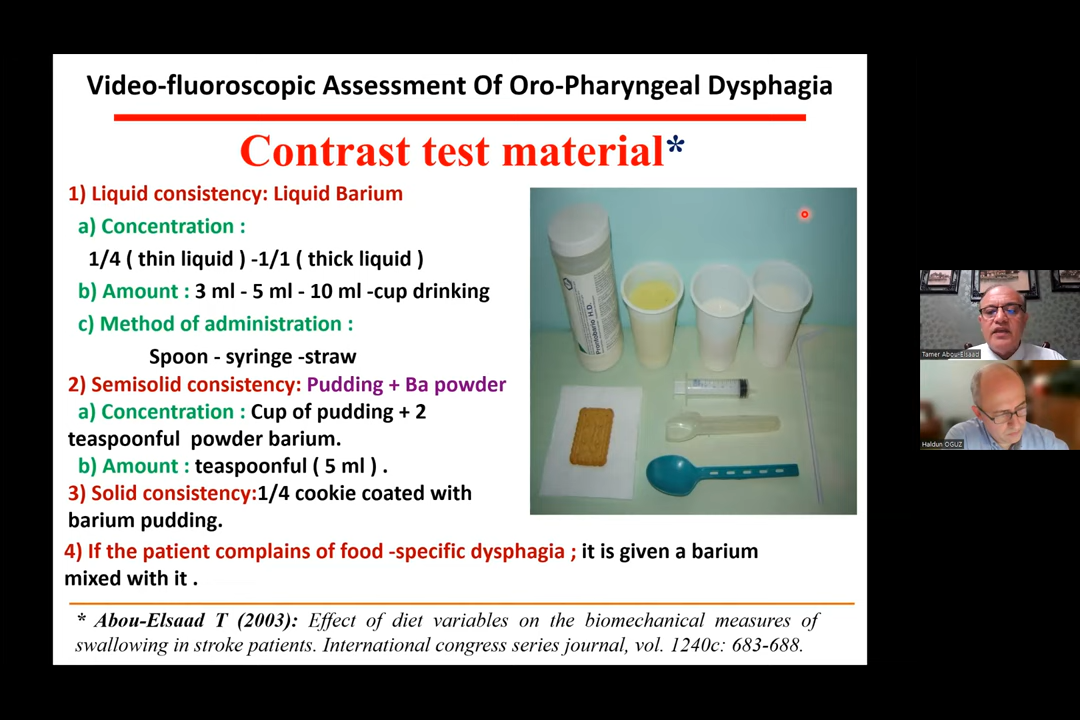 Video-fluoroscopic Assessment Of Oro-Pharyngeal Dysphagia
Contrast test material*
1) Liquid consistency: Liquid Barium
a) Concentration :
1/4 ( thin liquid ) -1/1 ( thick liquid )
b) Amount : 3 ml - 5 ml - 10 ml -cup drinking
c) Method of administration :
Spoon - syringe -straw
2) Semisolid consistency: Pudding + Ba powder
a) Concentration : Cup of pudding + 2
teaspoonful powder barium.
b) Amount : teaspoonful ( 5 ml ) .
3) Solid consistency:1/4 cookie coated with
barium pudding.
4) If the patient complains of food -specific dysphagia ; it is given a barium
mixed with it .
* Abou-Elsaad T (2003): Effect of diet variables on the biomechanical measures of
swallowing in stroke patients. International congress series journal, vol. 1240c: 683-688.
Prontobario H.D.
Tamer Abou-Elsaad
Haldun OGUZ